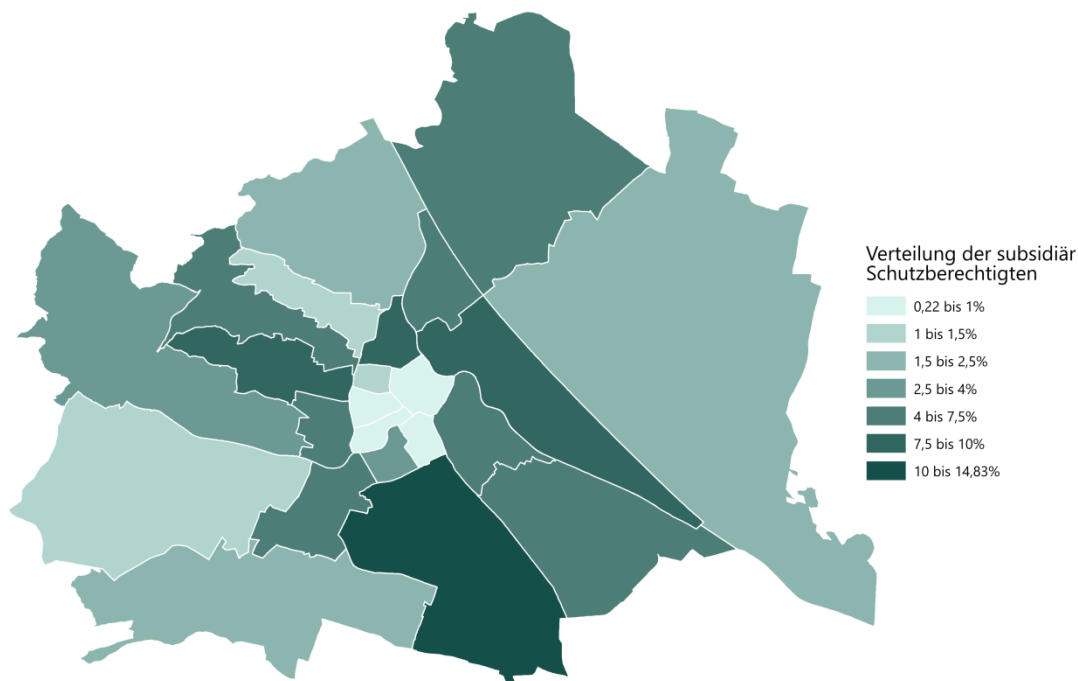 Verteilung der subsidiär
Schutzberechtigten
0,22 bis 1%
1 bis 1,5%
1,5 bis 2,5%
2,5 bis 4%
4 bis 7,5%
7,5 bis 10%
10 bis 14,83%